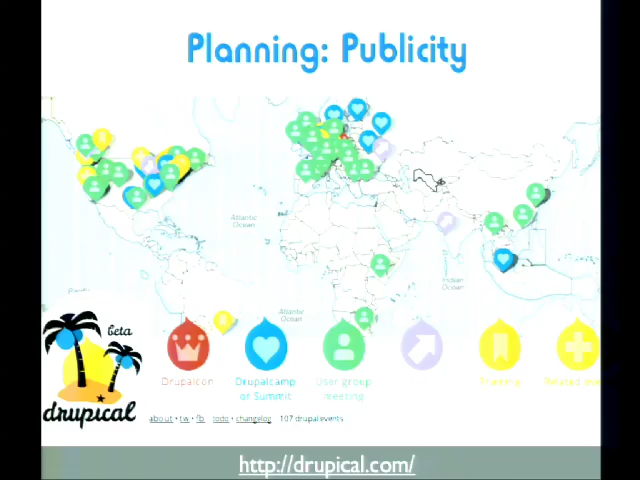 Planning: Publicity
Atlantic
Ocean
Atlantic
Ocean
Indian
Ocean
beta
drupical
Drupalcon
Drupalcamp
or Summit
User group
meeting
Training
about • tw • fb todo • changelog 107 drupal events
http://drupical.com/